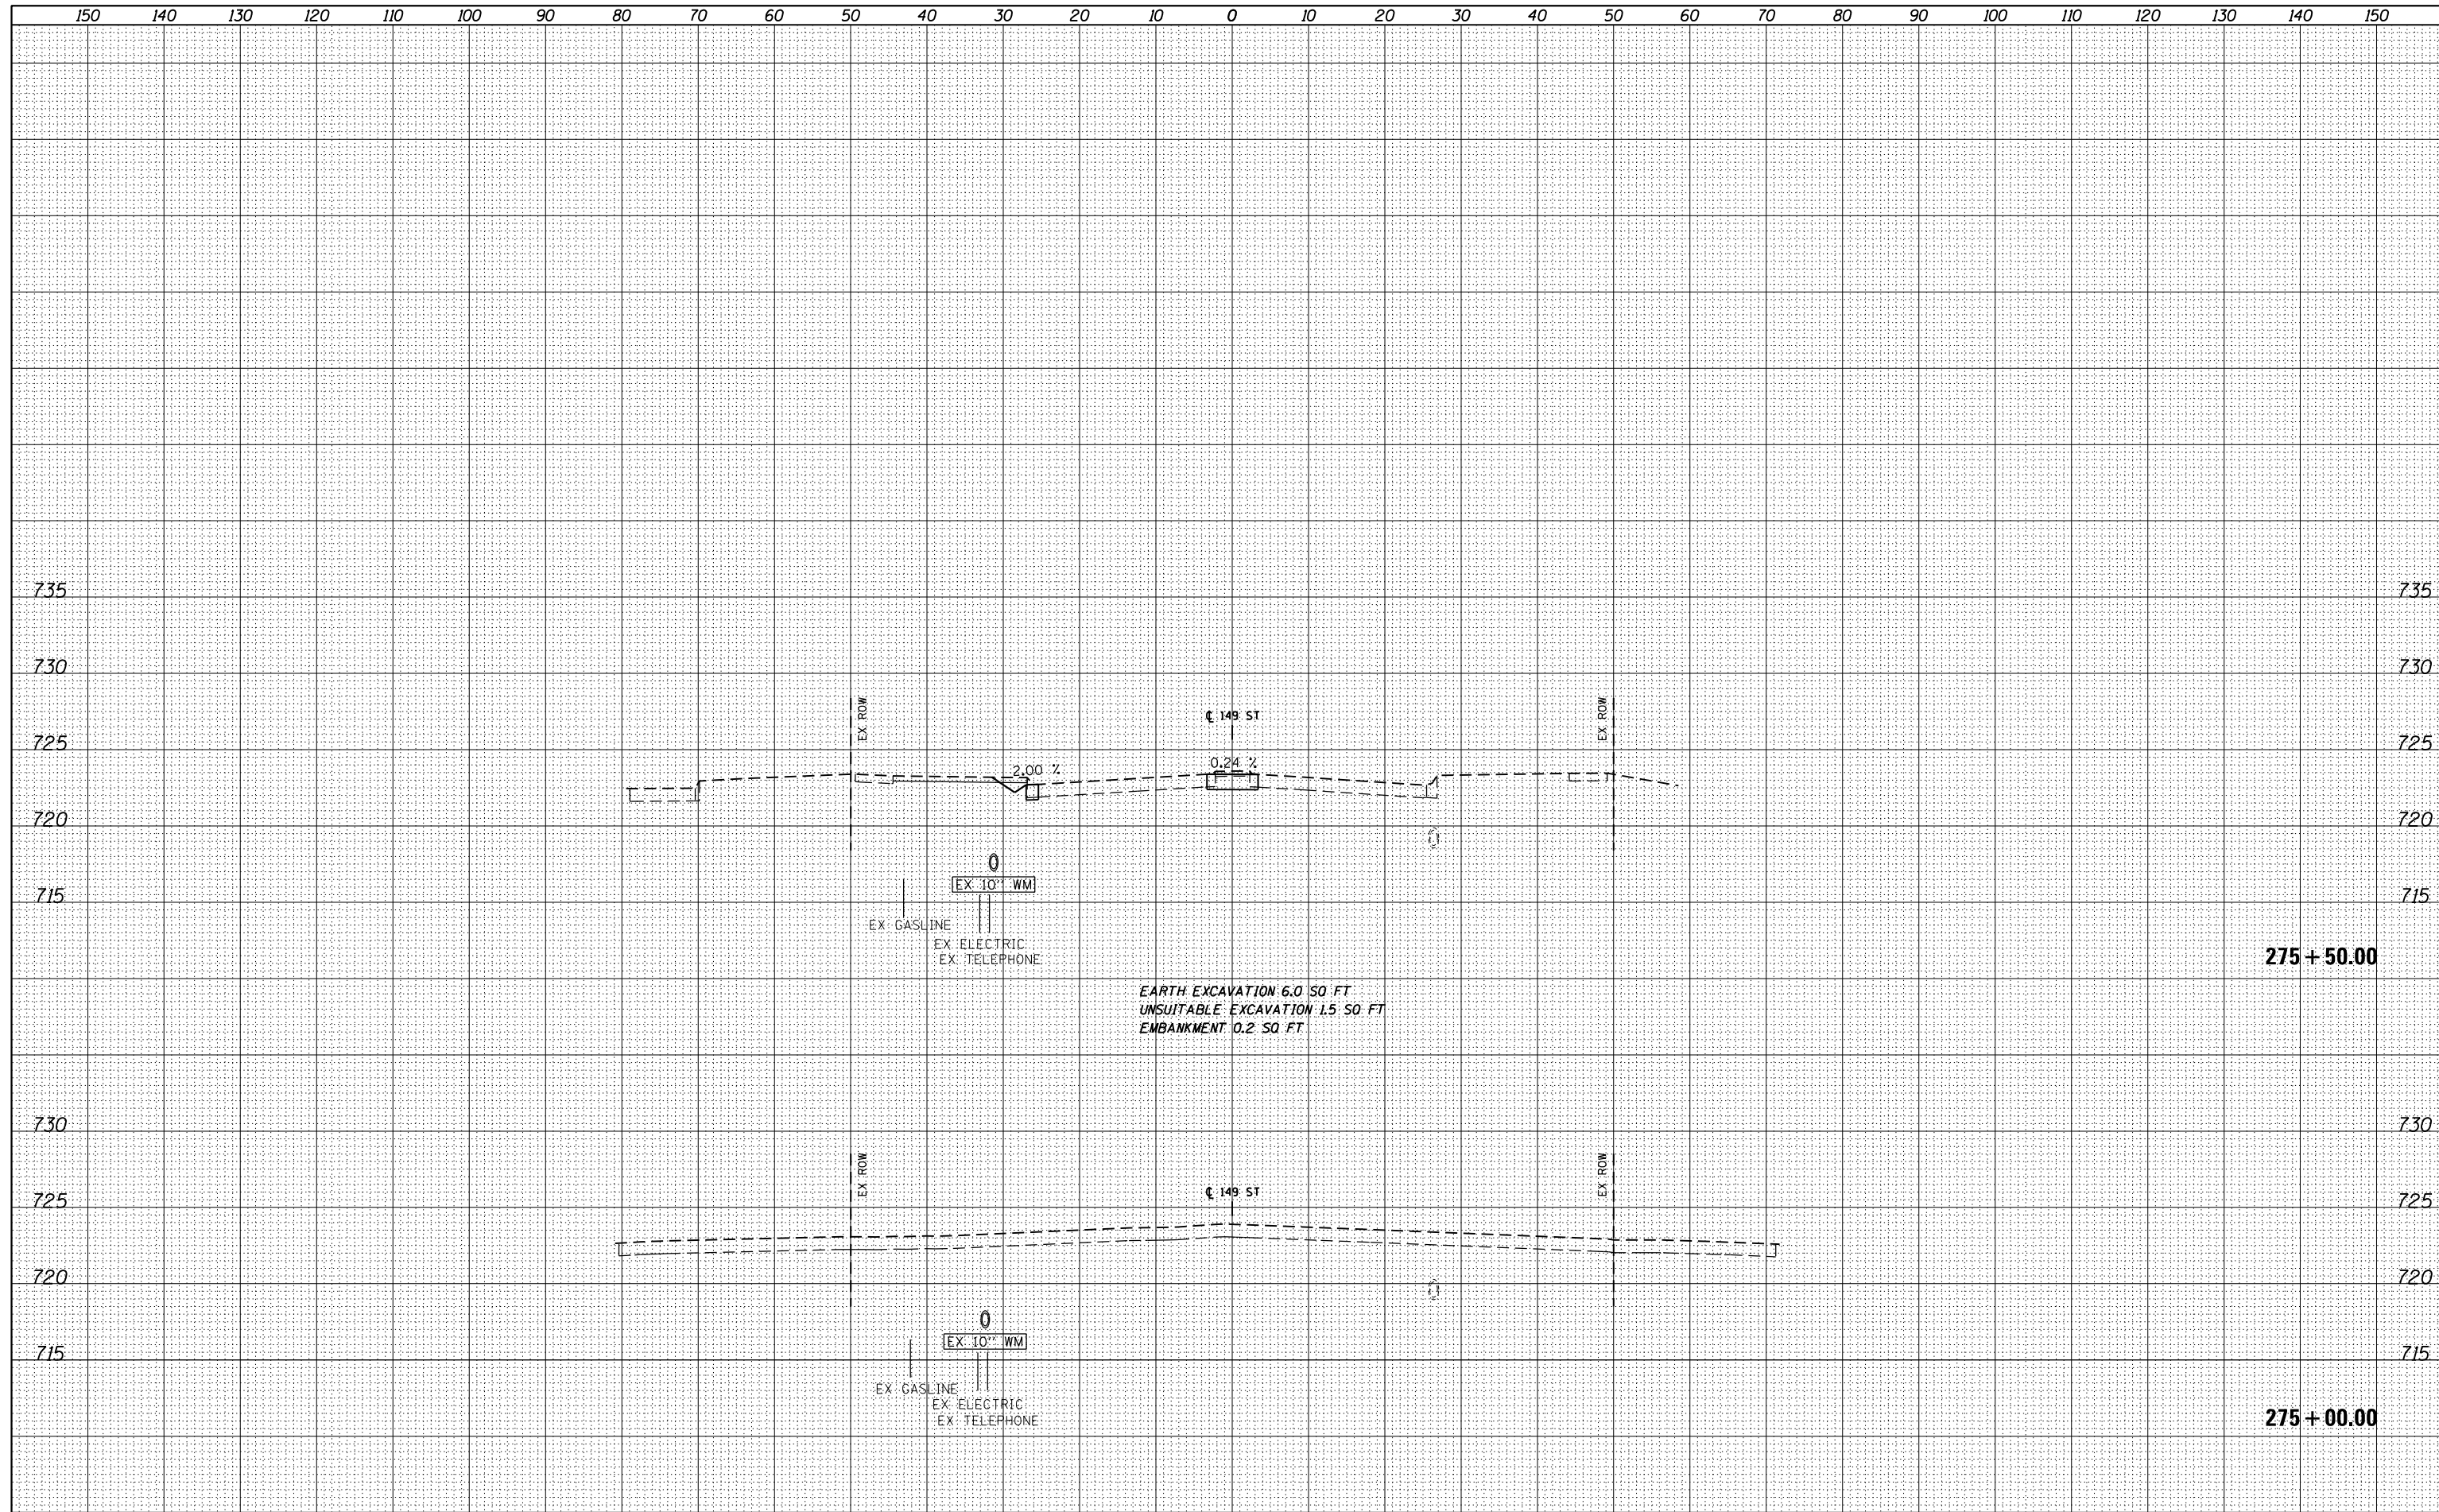 150 140 130 120 110 100 90 80 70 60 50 40 30 20 10 0 10 20 30 40 50 60 70 80 90 100 110 120 130 140 150
735 735
730 730
EX ROW EX ROW
℄ 149 ST
725 725
2.00 % 0.24 %
720 720
EX 10'' WM
715 715
EX GASLINE
EX ELECTRIC
EX TELEPHONE
275+50.00
EARTH EXCAVATION 6.0 SQ FT
UNSUITABLE EXCAVATION 1.5 SQ FT
EMBANKMENT 0.2 SQ FT
730 730
EX ROW EX ROW
℄ 149 ST
725 725
720 720
EX 10'' WM
715 715
EX GASLINE
EX ELECTRIC
EX TELEPHONE
275+00.00